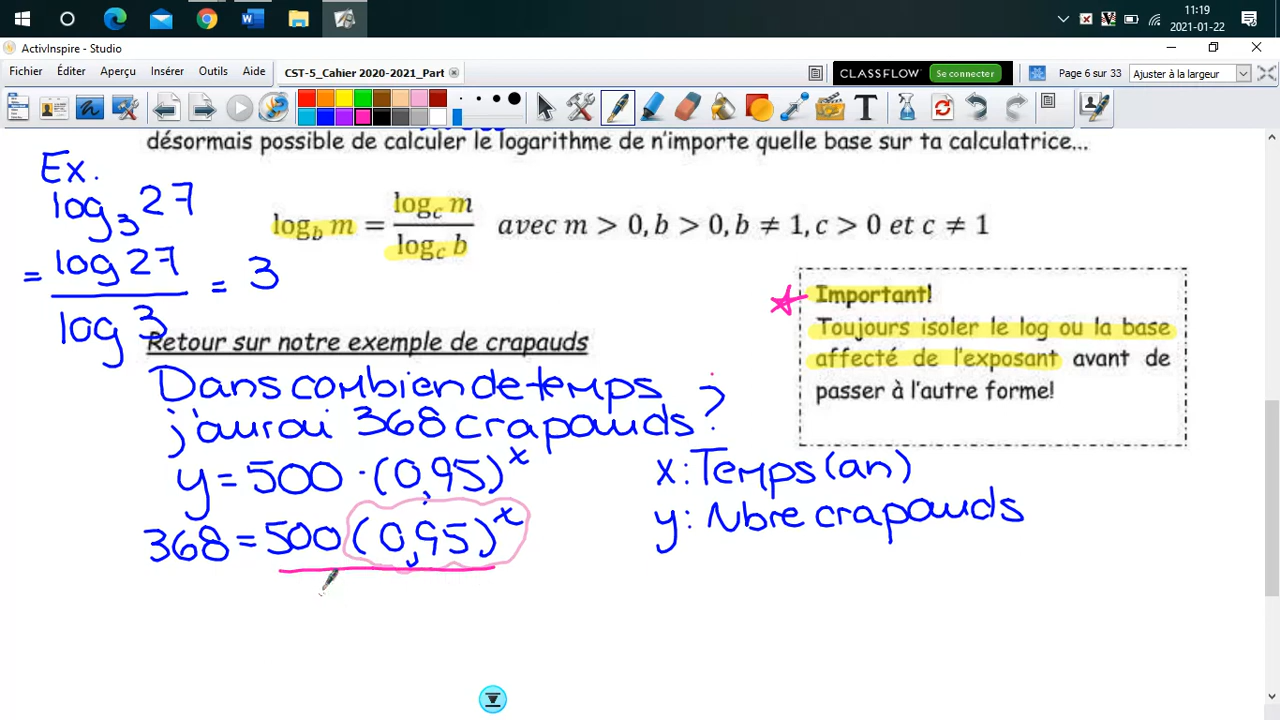 11:19
2021-01-22
ActivInspire - Studio
Fichier Éditer Aperçu Insérer Outils Aide CST-5_Cahier 2020-2021_Part CLASSFLOW Se connecter Page 6 sur 33 Ajuster à la largeur
désormais possible de calculer le logarithme de n'importe quelle base sur ta calculatrice...
Ex.
log₃27
= log 27 / log 3 = 3
log_b m = log_c m / log_c b avec m > 0, b > 0, b ≠ 1, c > 0 et c ≠ 1
Important!
Toujours isoler le log ou la base
affecté de l'exposant avant de
passer à l'autre forme!
Retour sur notre exemple de crapauds
Dans combien de temps
j'aurai 368 crapauds ?
y = 500 · (0,95)^x
368 = 500 (0,95)^x
x : Temps (an)
y : Nbre crapauds